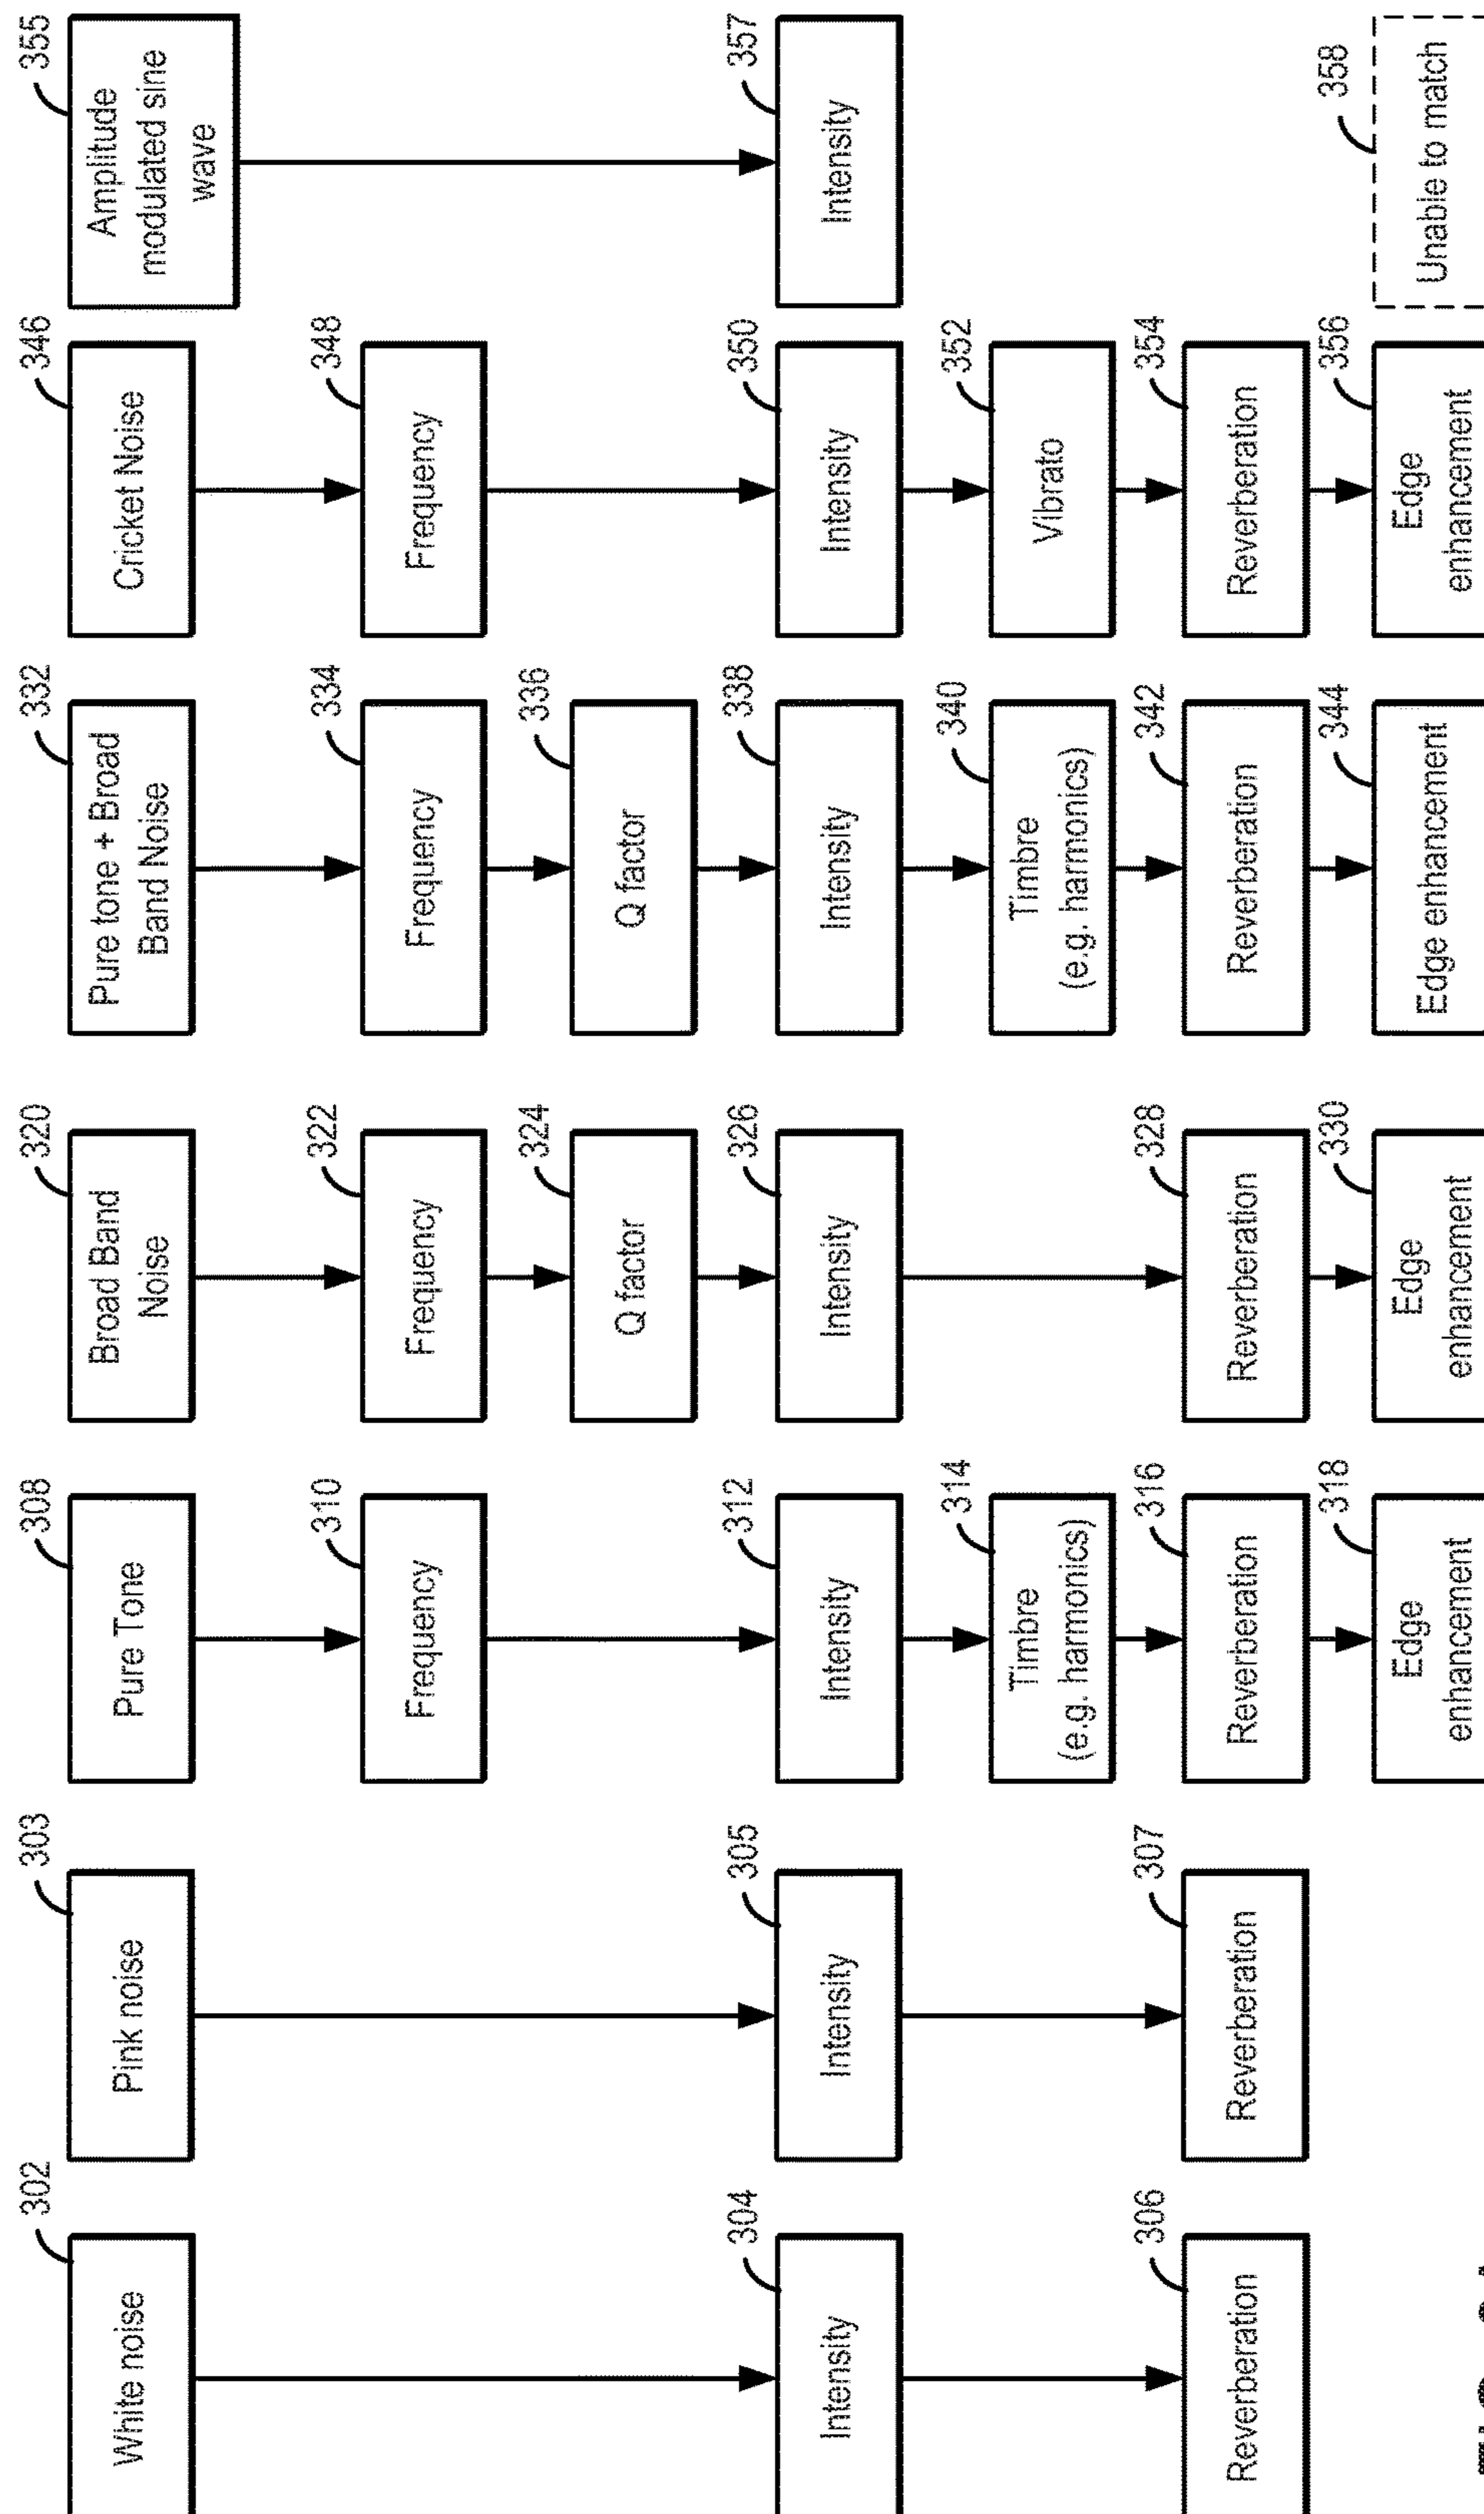 302
White noise
304
Intensity
306
Reverberation
303
Pink noise
305
Intensity
307
Reverberation
308
Pure Tone
310
Frequency
312
Intensity
314
Timbre
(e.g. harmonics)
316
Reverberation
318
Edge
enhancement
320
Broad Band
Noise
322
Frequency
324
Q factor
326
Intensity
328
Reverberation
330
Edge
enhancement
332
Pure tone + Broad
Band Noise
334
Frequency
336
Q factor
338
Intensity
340
Timbre
(e.g. harmonics)
342
Reverberation
344
Edge enhancement
346
Cricket Noise
348
Frequency
350
Intensity
352
Vibrato
354
Reverberation
356
Edge
enhancement
355
Amplitude
modulated sine
wave
357
Intensity
358
Unable to match